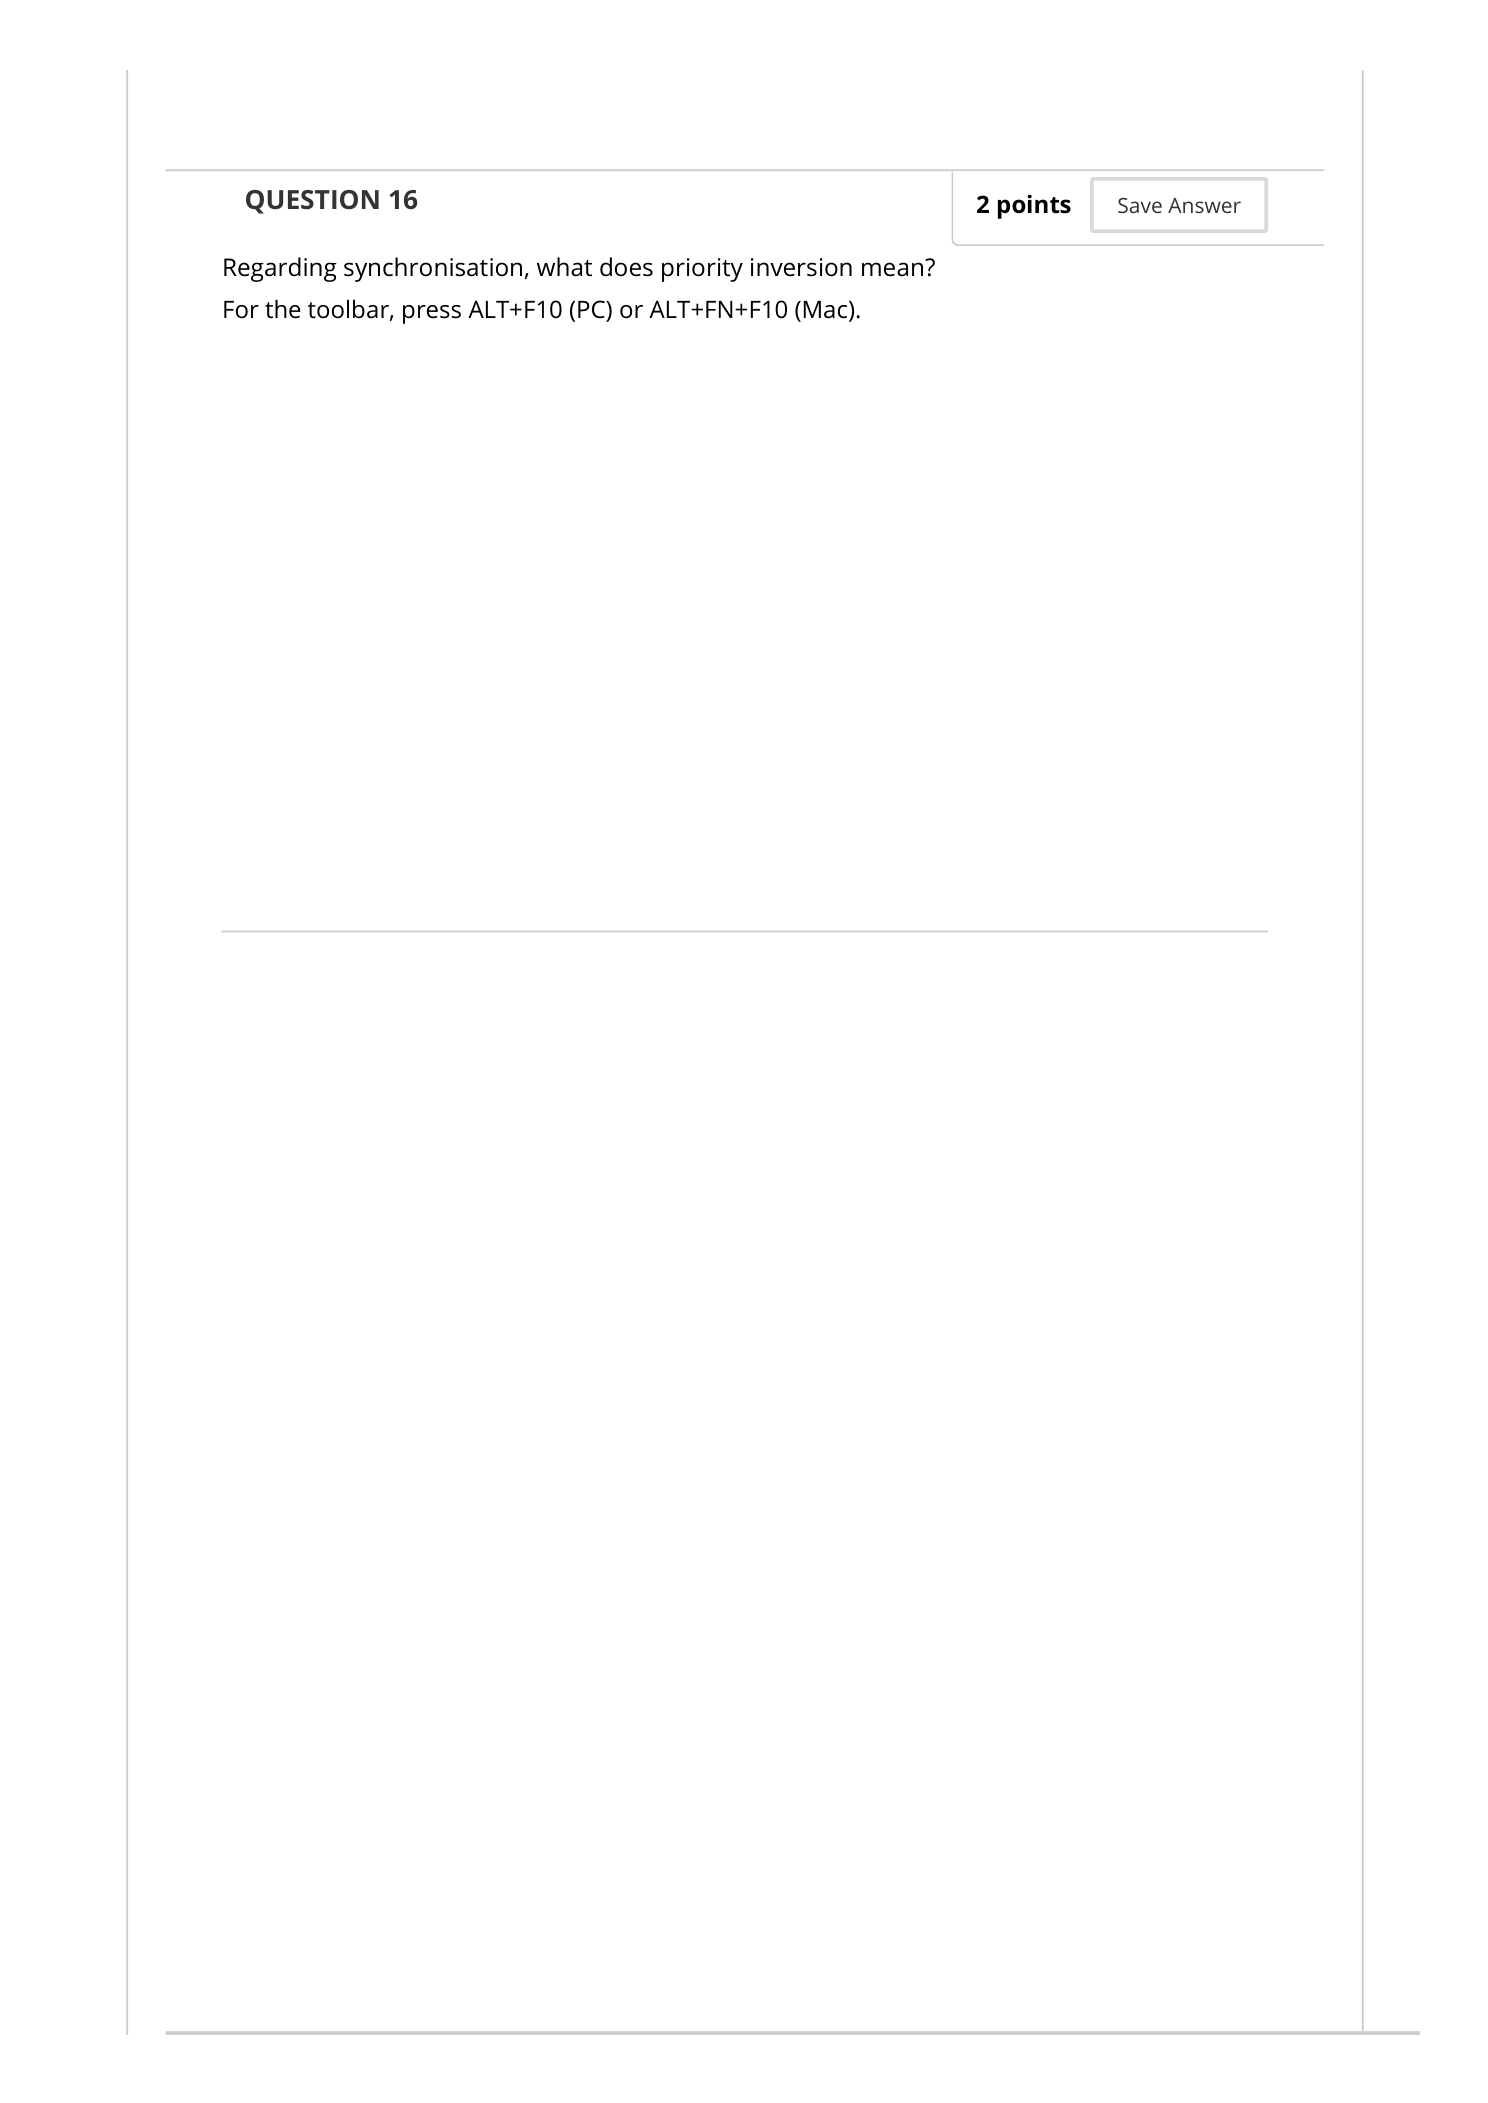 QUESTION 16
2 points
Save Answer
Regarding synchronisation, what does priority inversion mean?
For the toolbar, press ALT+F10 (PC) or ALT+FN+F10 (Mac).